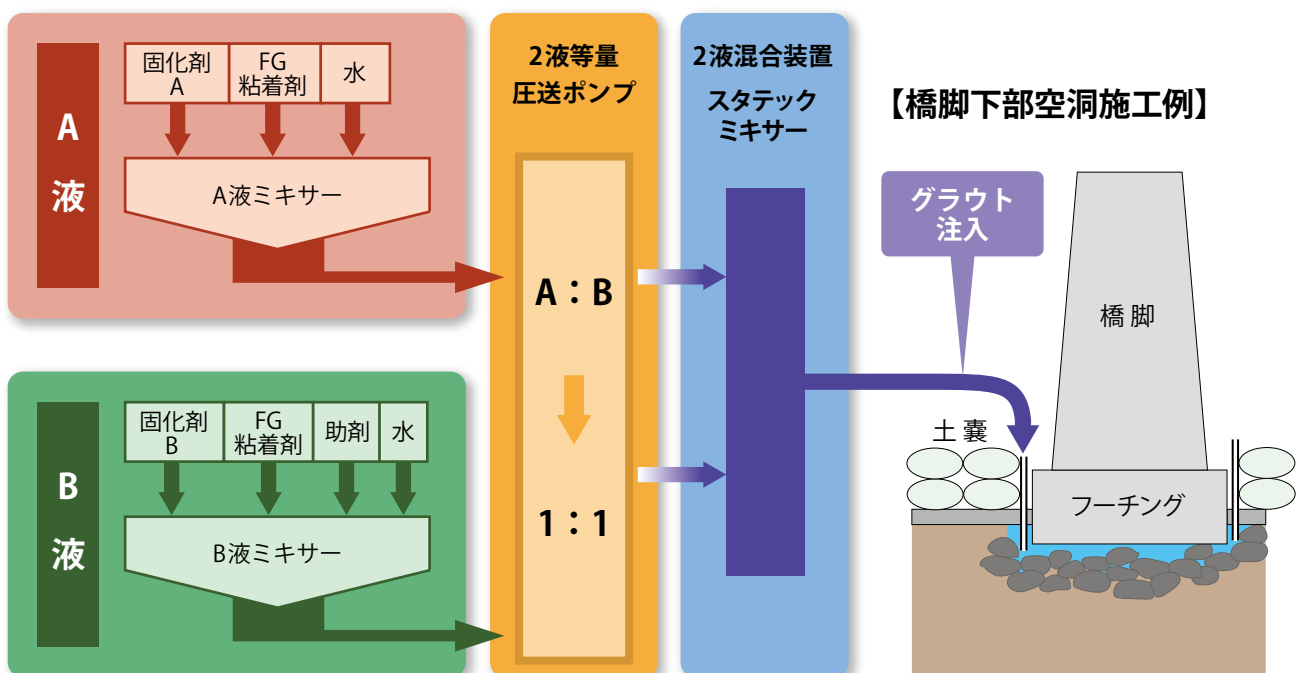 A
液
固化剤
A
FG
粘着剤
水
A液ミキサー
B
液
固化剤
B
FG
粘着剤
助剤
水
B液ミキサー
2液等量
圧送ポンプ
A：B
1：1
2液混合装置
スタテック
ミキサー
【橋脚下部空洞施工例】
グラウト
注入
橋脚
土嚢
フーチング